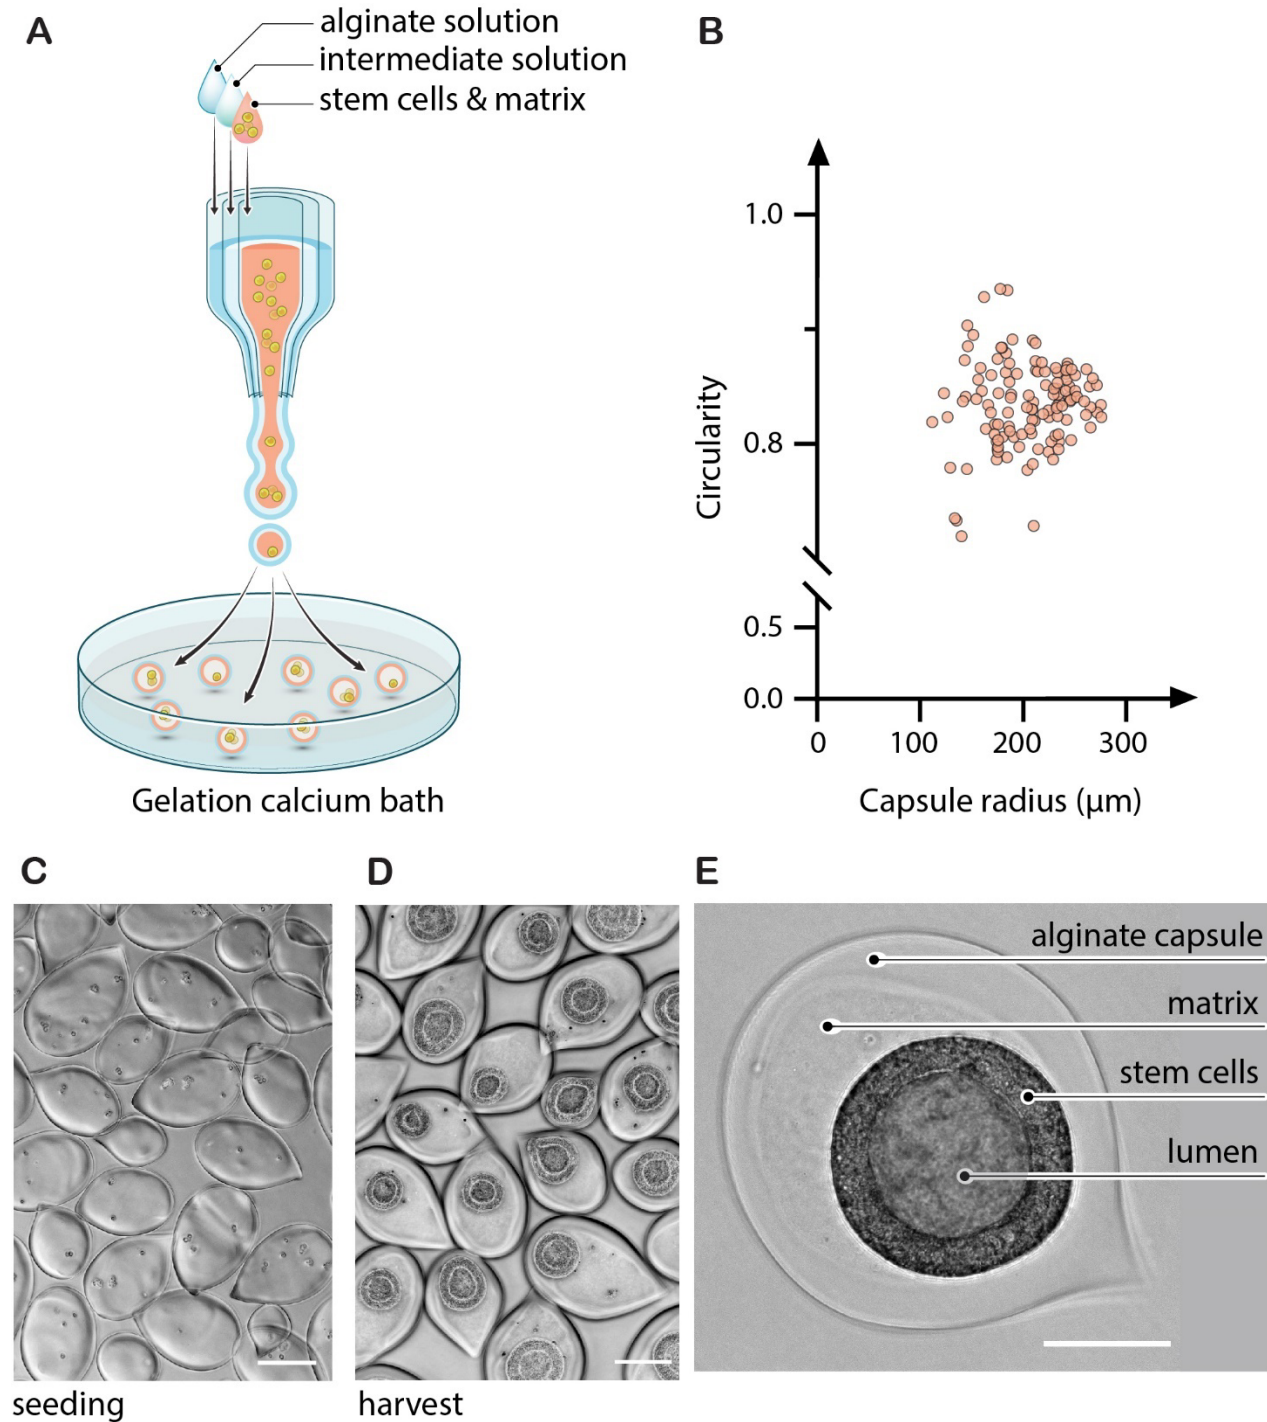 A
alginate solution
intermediate solution
stem cells & matrix
Gelation calcium bath
B
1.0
0.8
0.5
0.0
Circularity
0
100
200
300
Capsule radius (µm)
C
seeding
D
harvest
E
alginate capsule
matrix
stem cells
lumen